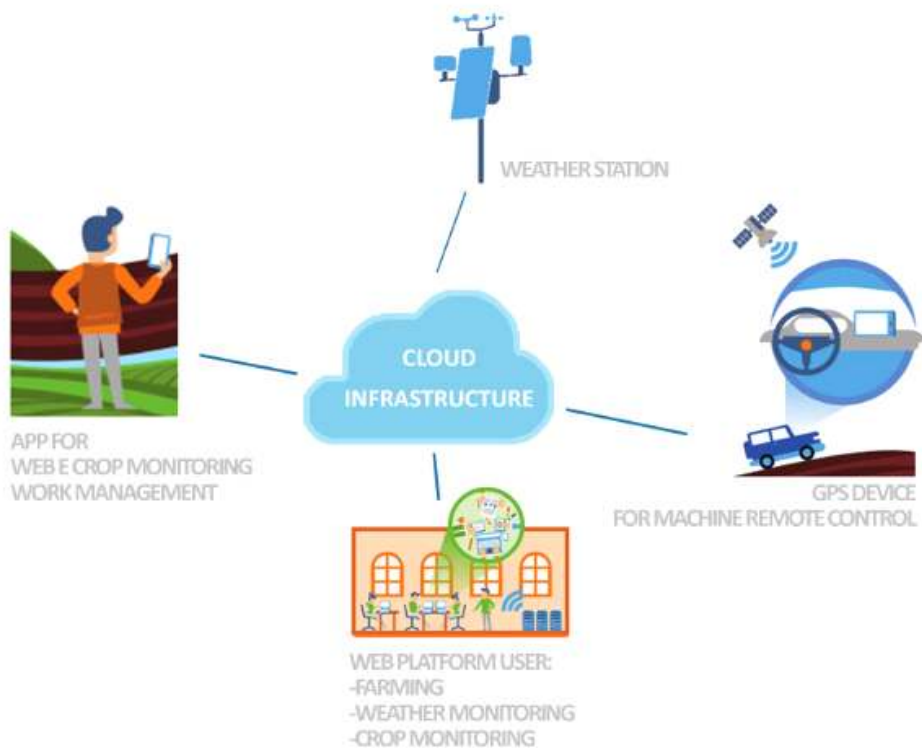 WEATHER STATION
CLOUD
INFRASTRUCTURE
APP FOR
WEB E CROP MONITORING
WORK MANAGEMENT
GPS DEVICE
FOR MACHINE REMOTE CONTROL
WEB PLATFORM USER:
-FARMING
-WEATHER MONITORING
-CROP MONITORING